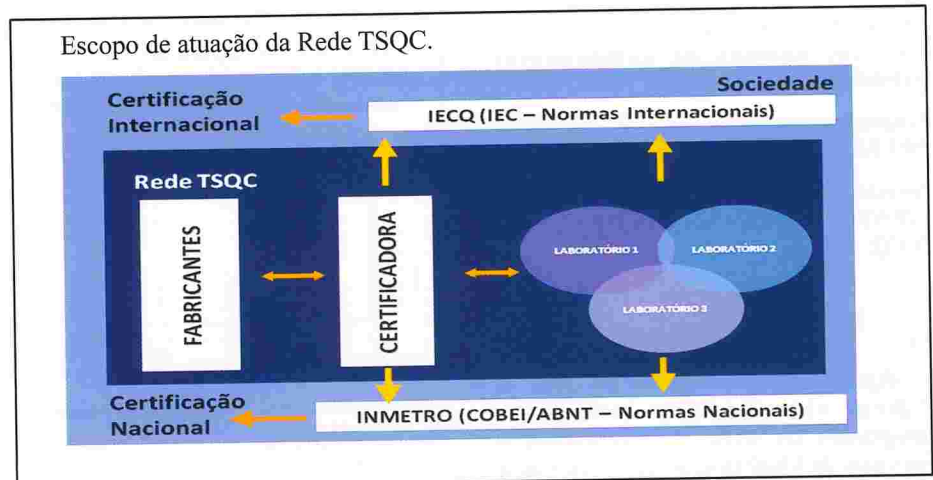 Escopo de atuação da Rede TSQC.
Sociedade
Certificação
Internacional
IECQ (IEC – Normas Internacionais)
Rede TSQC
FABRICANTES
CERTIFICADORA
LABORATÓRIO 1
LABORATÓRIO 2
LABORATÓRIO 3
Certificação
Nacional
INMETRO (COBEI/ABNT – Normas Nacionais)